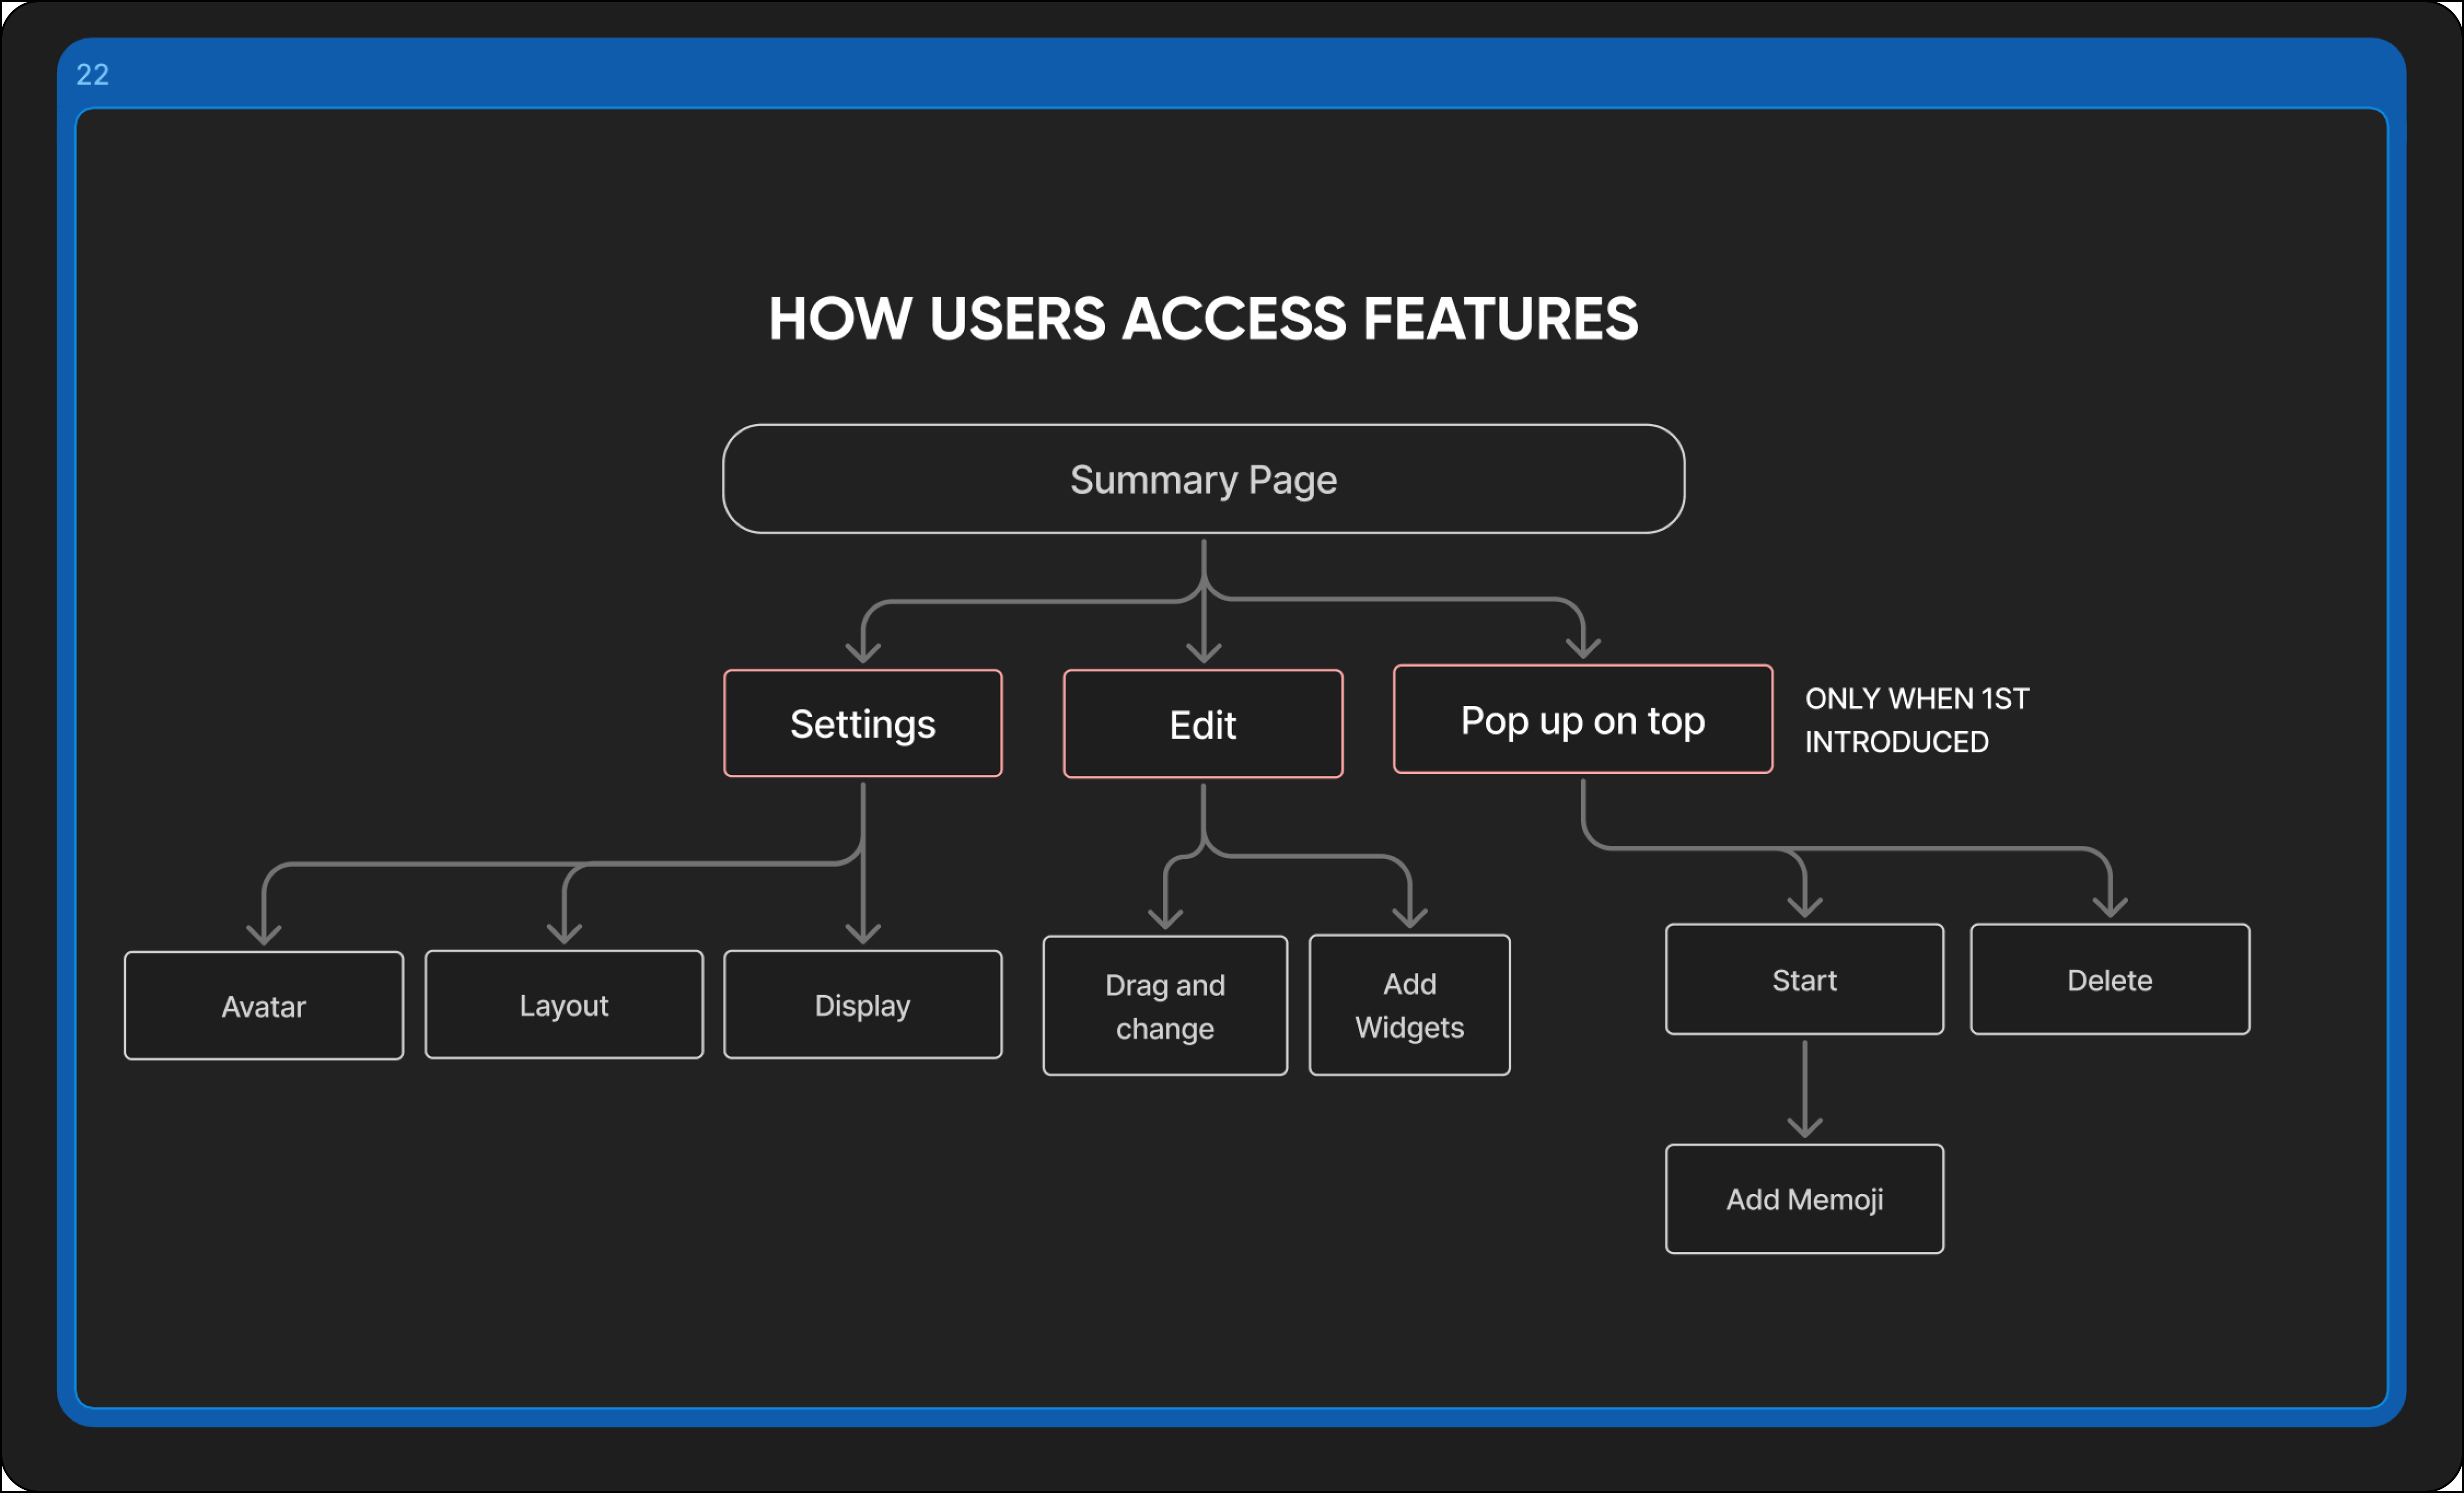 22
HOW USERS ACCESS FEATURES
Summary Page
Settings
Edit
Pop up on top
ONLY WHEN 1ST
INTRODUCED
Avatar
Layout
Display
Drag and
change
Add
Widgets
Start
Delete
Add Memoji